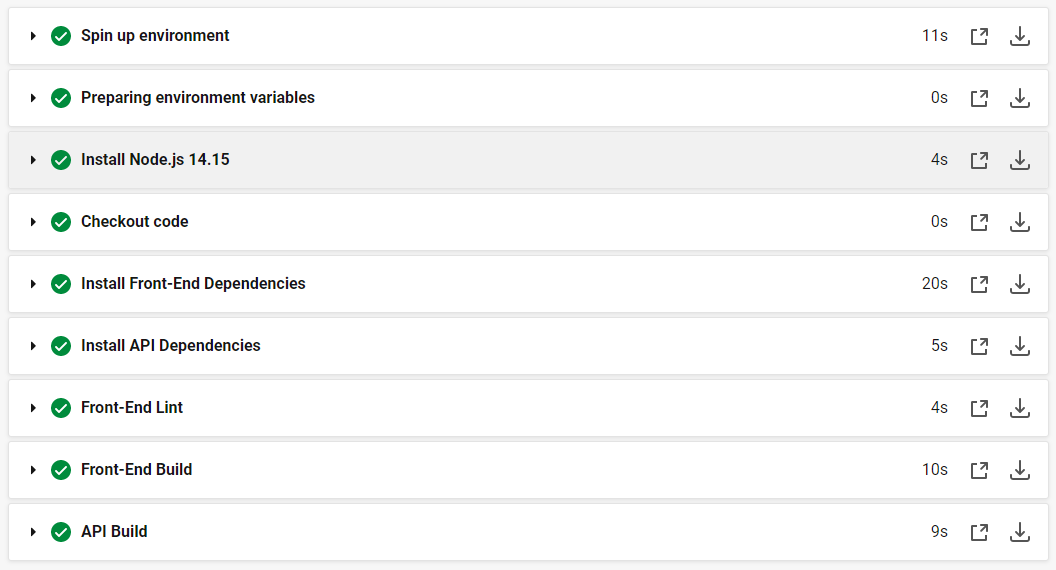 Spin up environment 11s
Preparing environment variables 0s
Install Node.js 14.15 4s
Checkout code 0s
Install Front-End Dependencies 20s
Install API Dependencies 5s
Front-End Lint 4s
Front-End Build 10s
API Build 9s